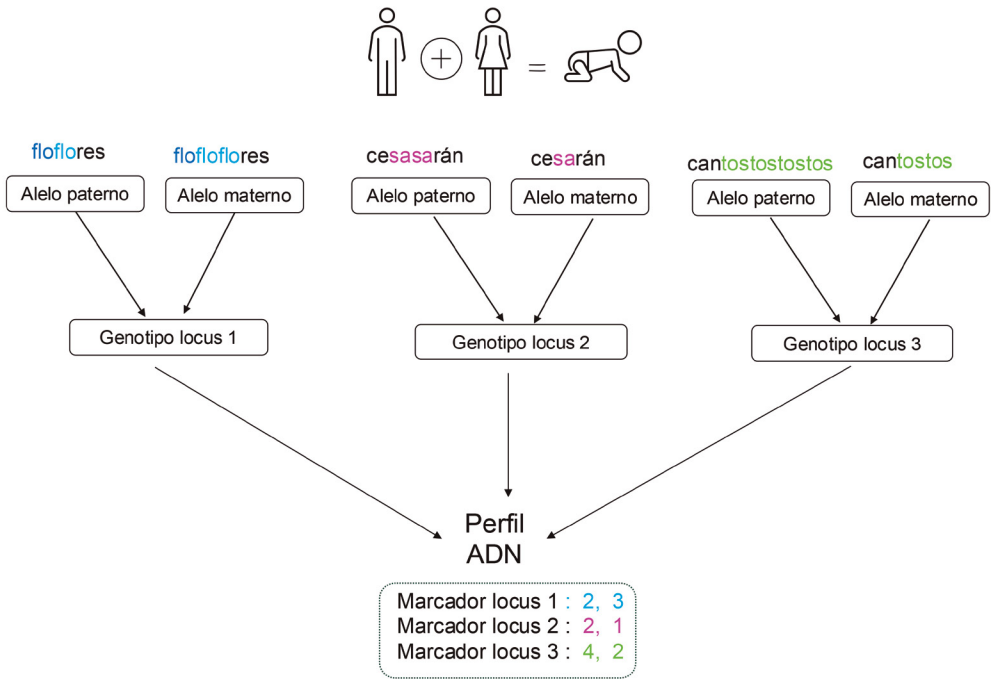 + =
floflores
flofloflores
cesasarán
cesarán
cantostostostos
cantostos
Alelo paterno
Alelo materno
Alelo paterno
Alelo materno
Alelo paterno
Alelo materno
Genotipo locus 1
Genotipo locus 2
Genotipo locus 3
Perfil
ADN
Marcador locus 1 : 2, 3
Marcador locus 2 : 2, 1
Marcador locus 3 : 4, 2